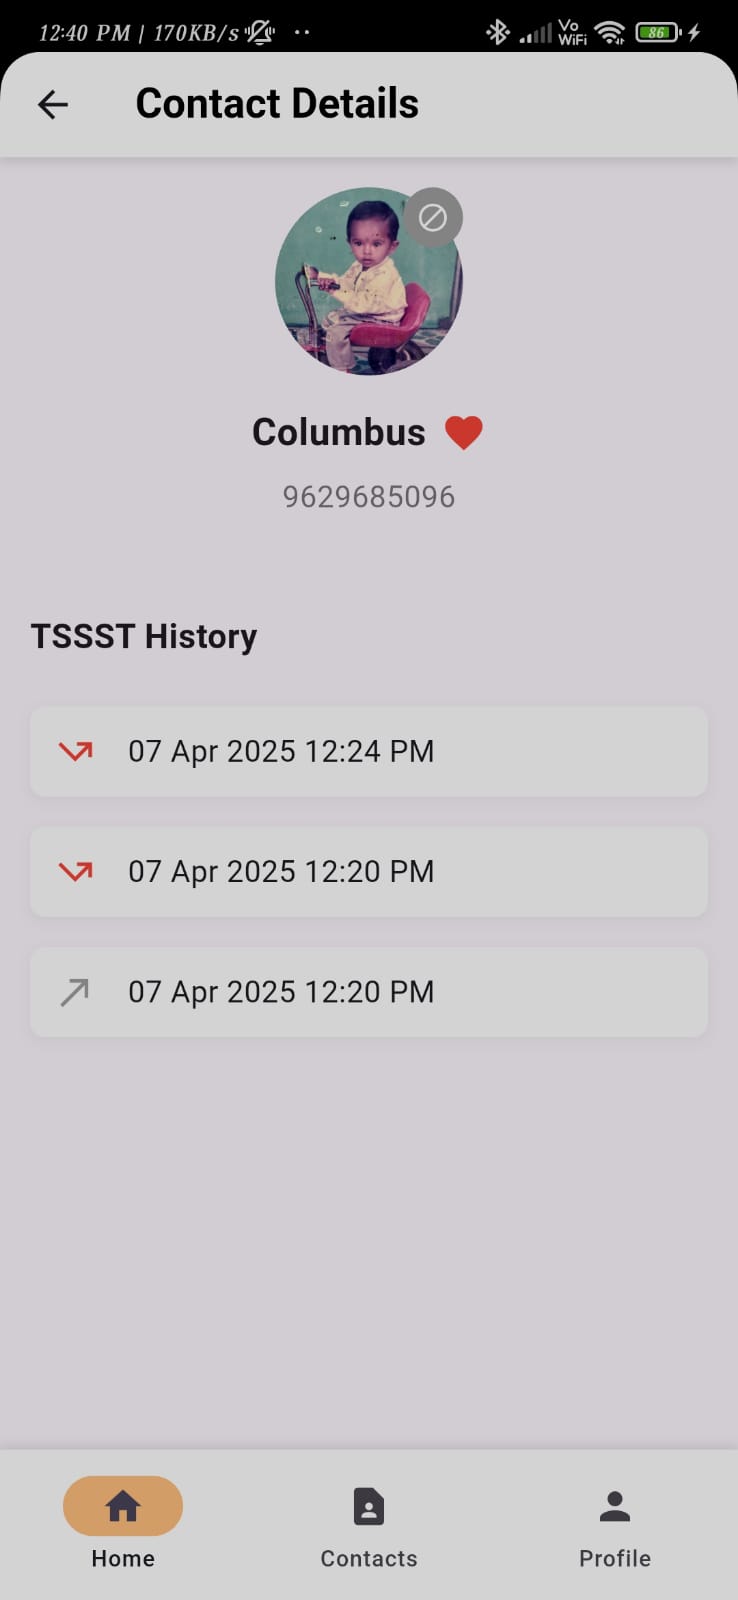 12:40 PM | 170KB/s
Vo
WiFi
86
Contact Details
Columbus
9629685096
TSSST History
07 Apr 2025 12:24 PM
07 Apr 2025 12:20 PM
07 Apr 2025 12:20 PM
Home
Contacts
Profile